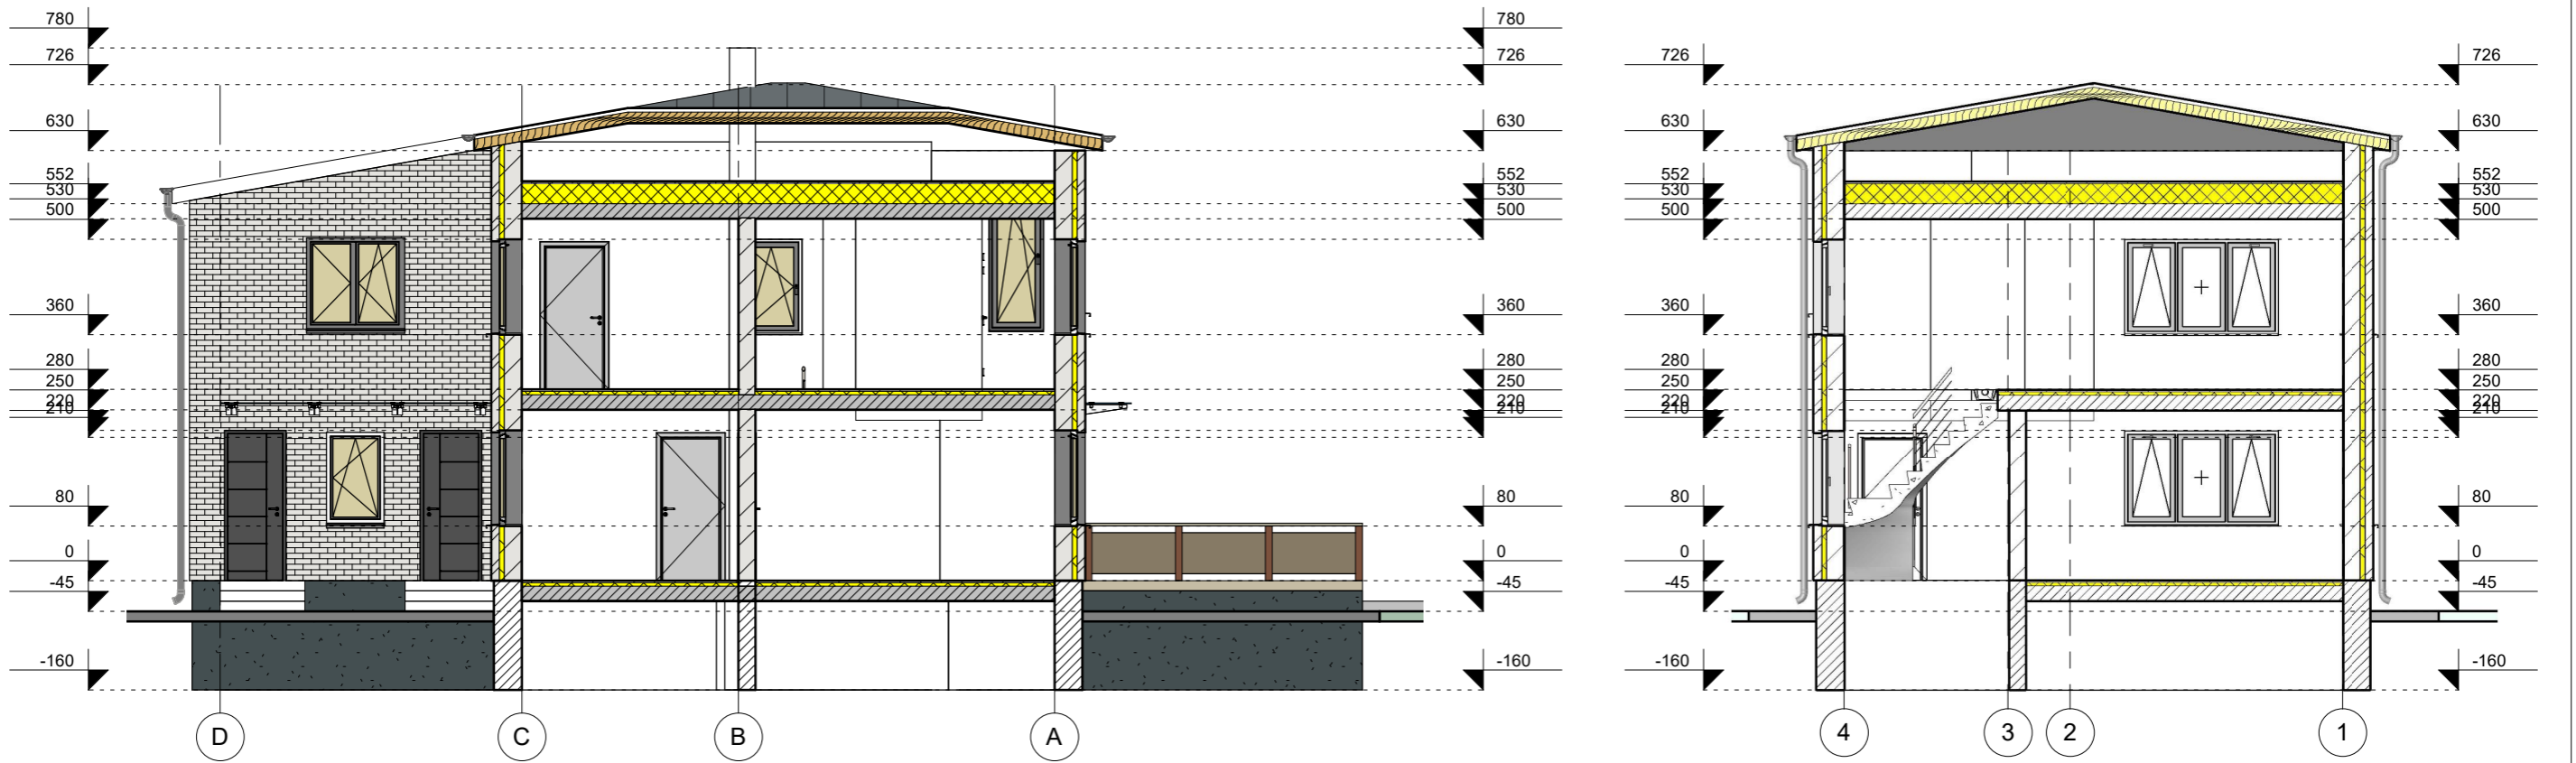 780 780
726 726 726 726
630 630 630 630
552 552 552 552
530 530 530 530
500 500 500 500
360 360 360 360
280 280 280 280
250 250 250 250
220 220 220 220
210 210 210 210
80 80 80 80
0 0 0 0
-45 -45 -45 -45
-160 -160 -160 -160
D C B A 4 3 2 1